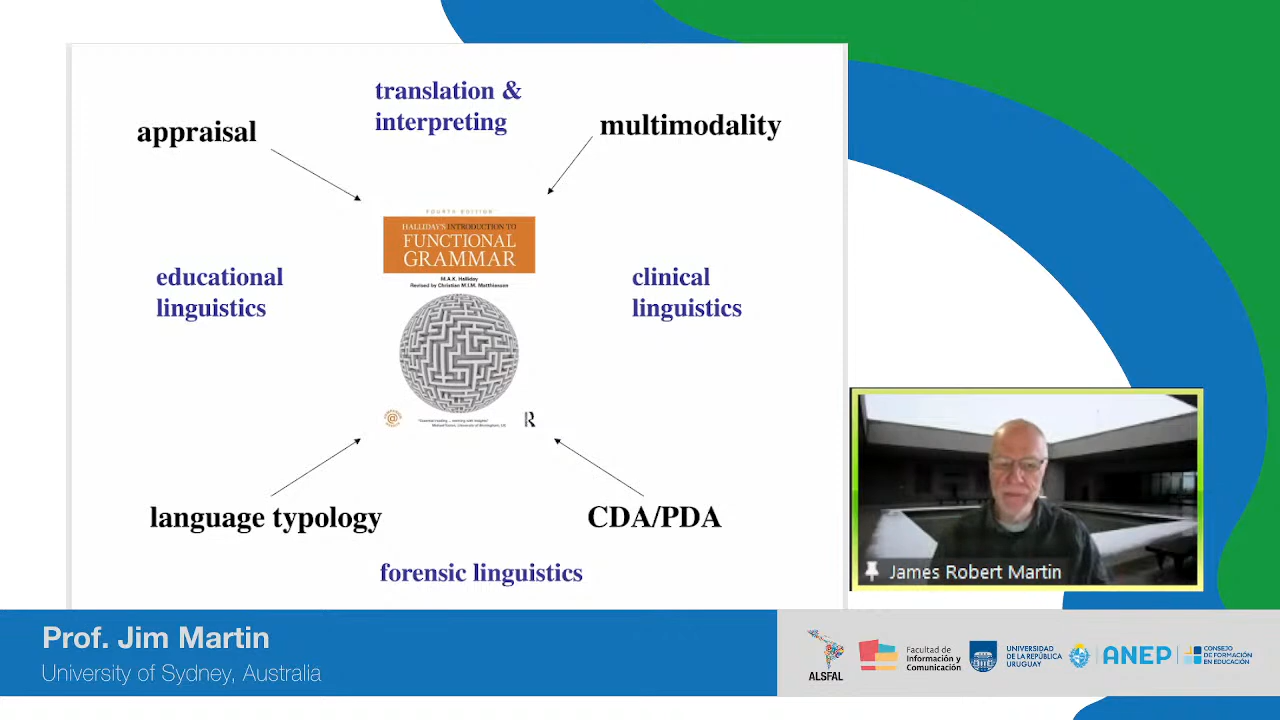 translation &
interpreting
appraisal
multimodality
FOURTH EDITION
HALLIDAY'S INTRODUCTION TO
FUNCTIONAL
GRAMMAR
M.A.K. Halliday
Revised by Christian M.I.M. Matthiessen
educational
linguistics
clinical
linguistics
R
language typology
CDA/PDA
forensic linguistics
James Robert Martin
Prof. Jim Martin
University of Sydney, Australia
ALSFAL
Facultad de
Información y
Comunicación
UNIVERSIDAD
DE LA REPÚBLICA
URUGUAY
ANEP
CONSEJO
DE FORMACIÓN
EN EDUCACIÓN